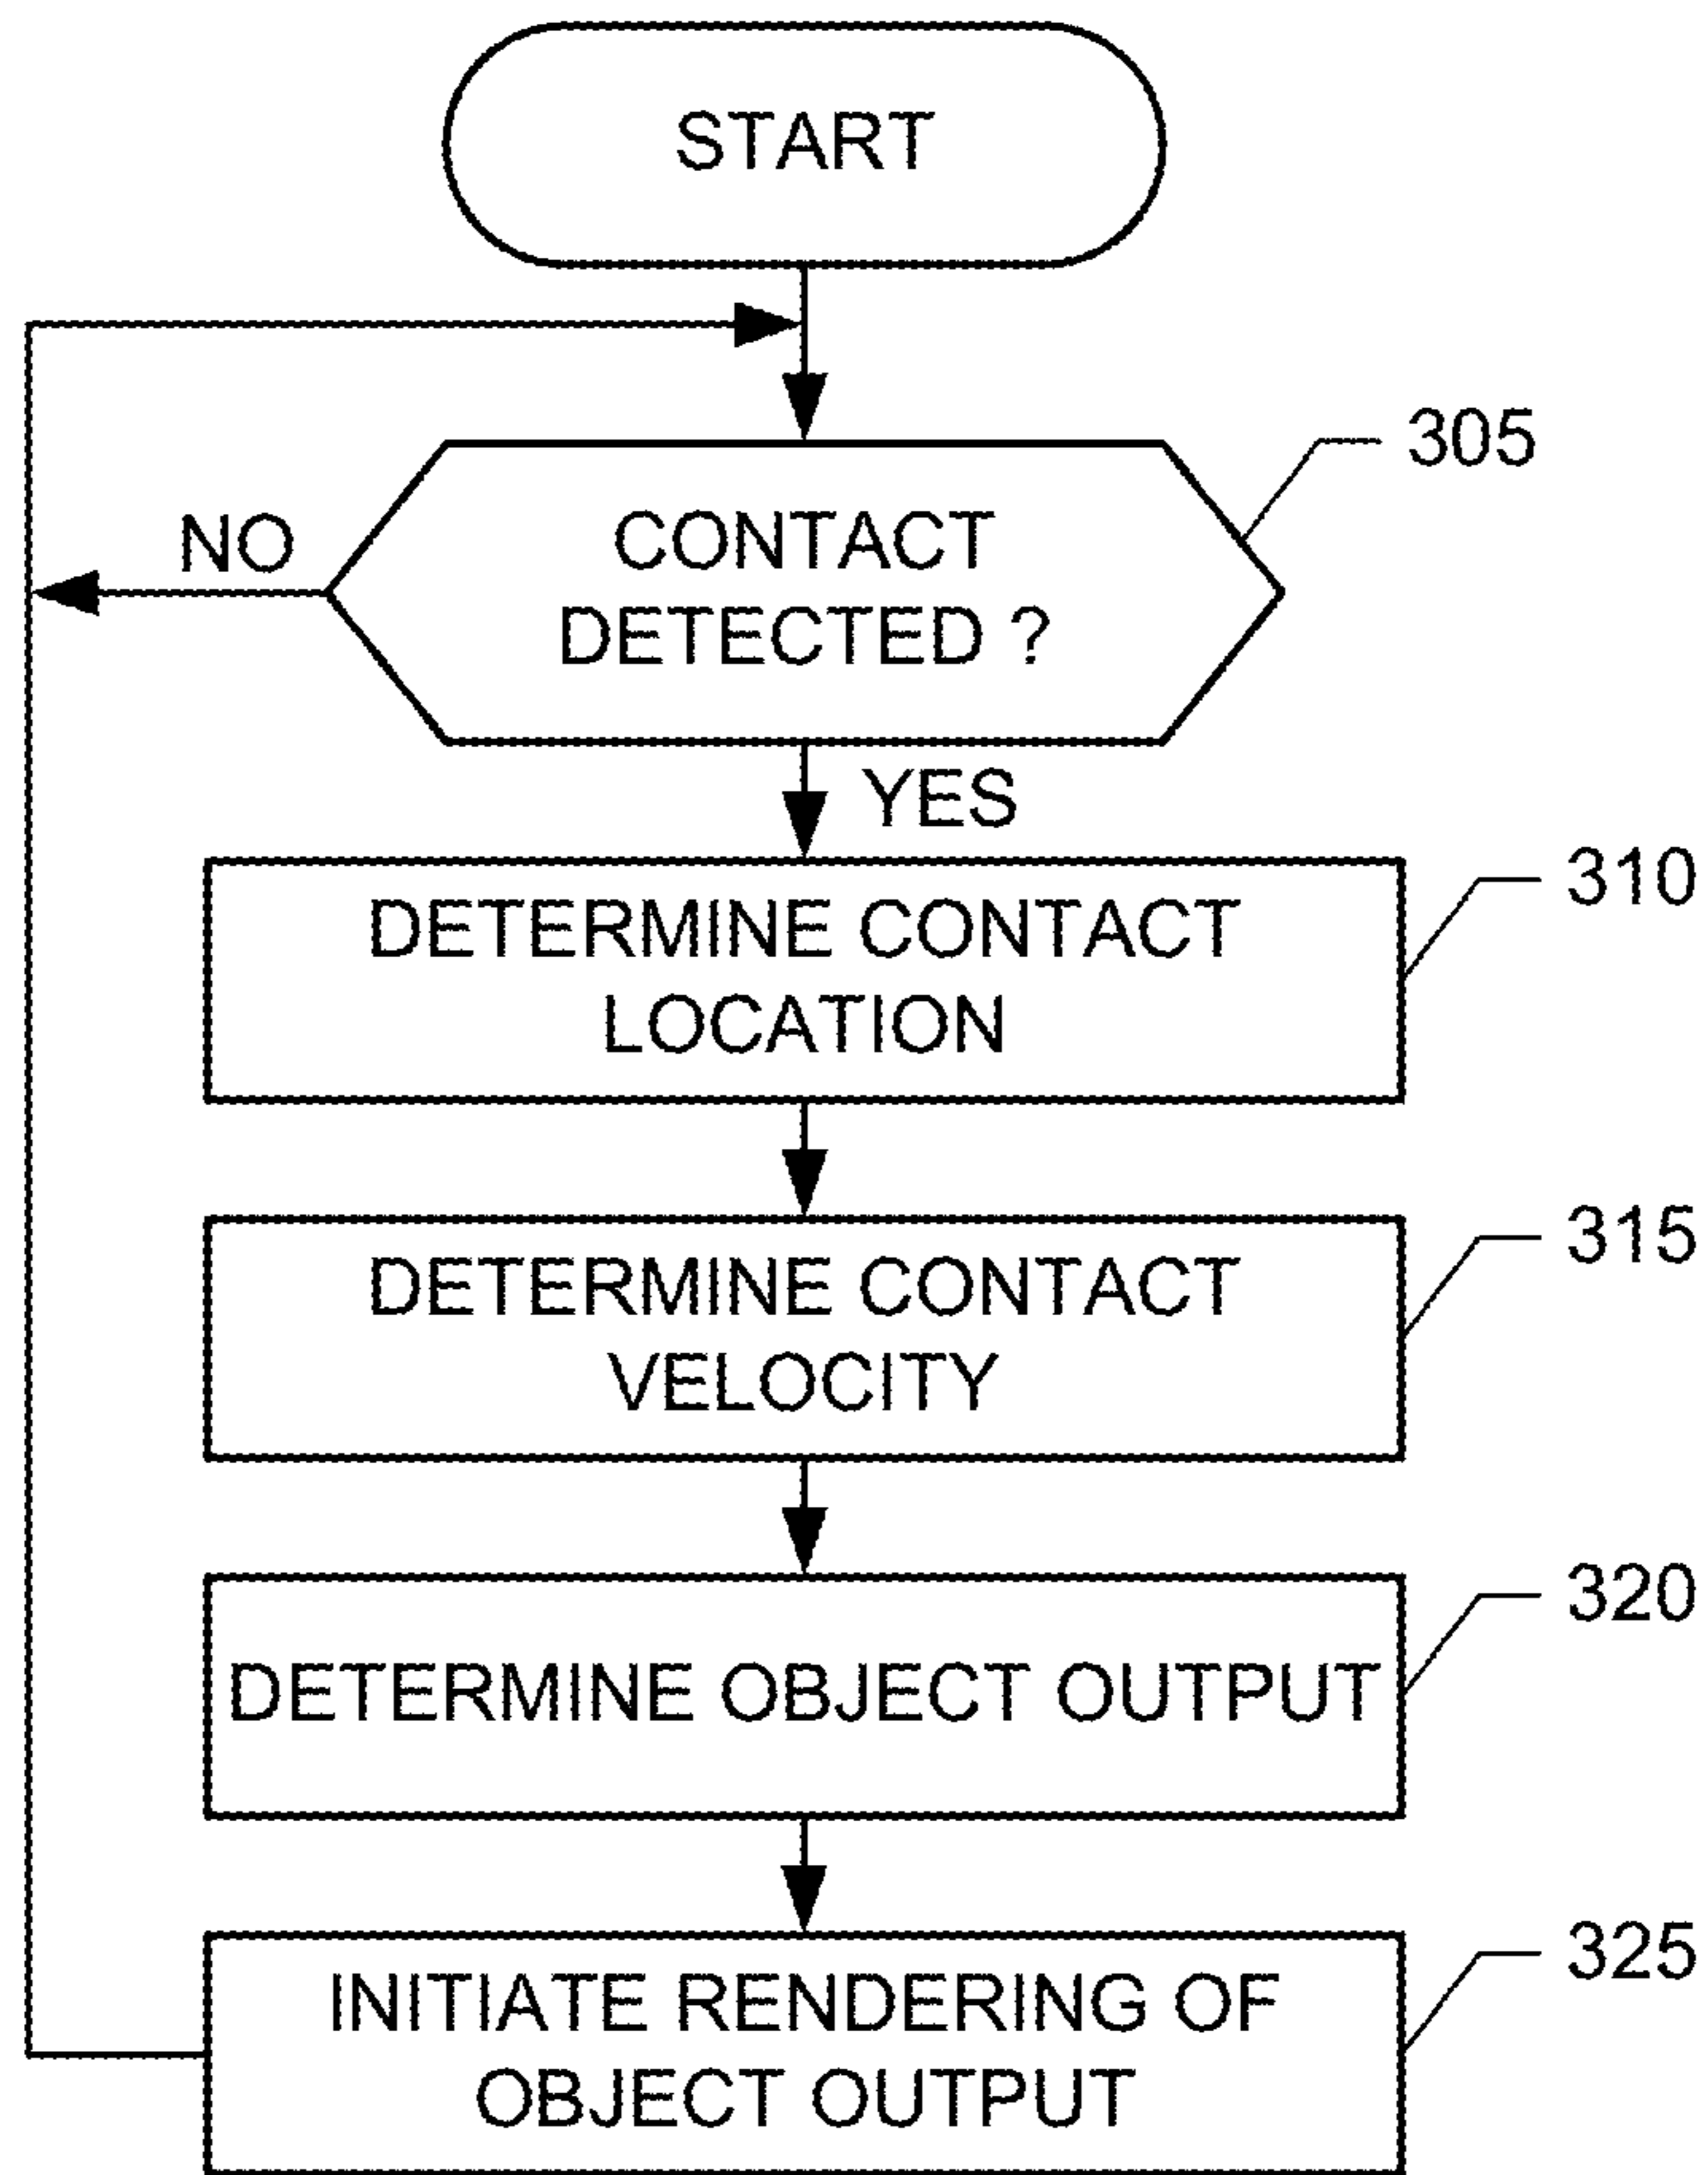 START
305
NO
CONTACT
DETECTED ?
YES
310
DETERMINE CONTACT
LOCATION
315
DETERMINE CONTACT
VELOCITY
320
DETERMINE OBJECT OUTPUT
325
INITIATE RENDERING OF
OBJECT OUTPUT